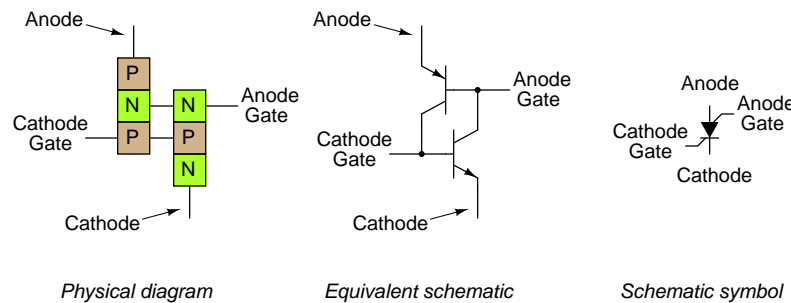 Anode
P
N
N
Anode
Gate
Cathode
Gate
P
P
N
Cathode
Physical diagram
Anode
Anode
Gate
Cathode
Gate
Cathode
Equivalent schematic
Anode
Anode
Gate
Cathode
Gate
Cathode
Schematic symbol